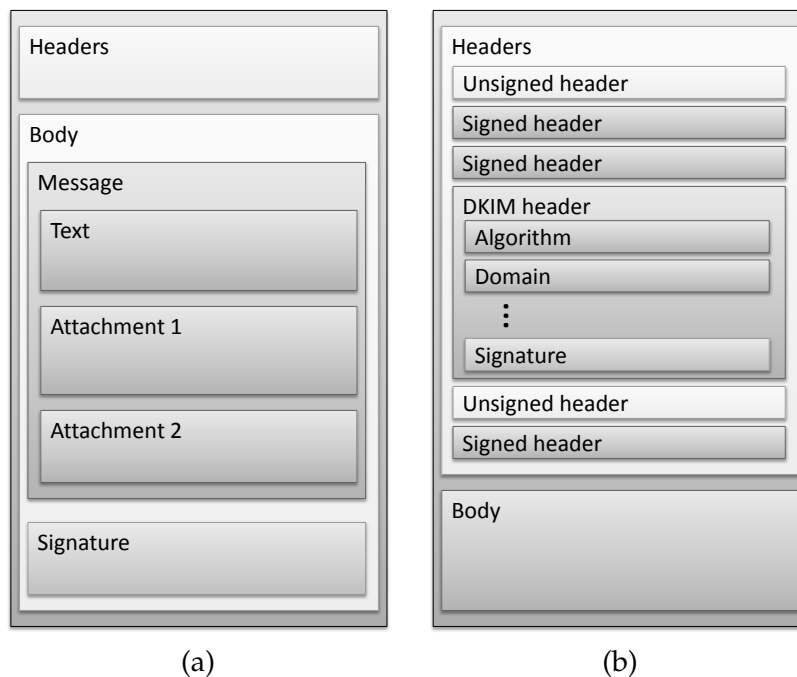 Headers
Body
Message
Text
Attachment 1
Attachment 2
Signature
(a)
Headers
Unsigned header
Signed header
Signed header
DKIM header
Algorithm
Domain
⋮
Signature
Unsigned header
Signed header
Body
(b)